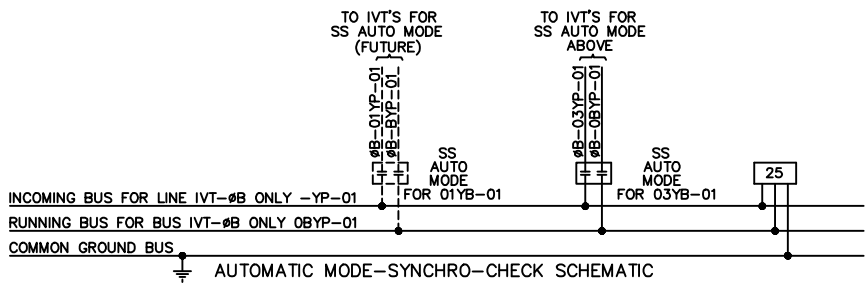 TO IVT'S FOR
SS AUTO MODE
(FUTURE)
TO IVT'S FOR
SS AUTO MODE
ABOVE
øB-01YP-01
øB-BYP-01
øB-03YP-01
øB-0BYP-01
SS
AUTO
MODE
FOR 01YB-01
SS
AUTO
MODE
FOR 03YB-01
25
INCOMING BUS FOR LINE IVT-øB ONLY -YP-01
RUNNING BUS FOR BUS IVT-øB ONLY 0BYP-01
COMMON GROUND BUS
AUTOMATIC MODE-SYNCHRO-CHECK SCHEMATIC